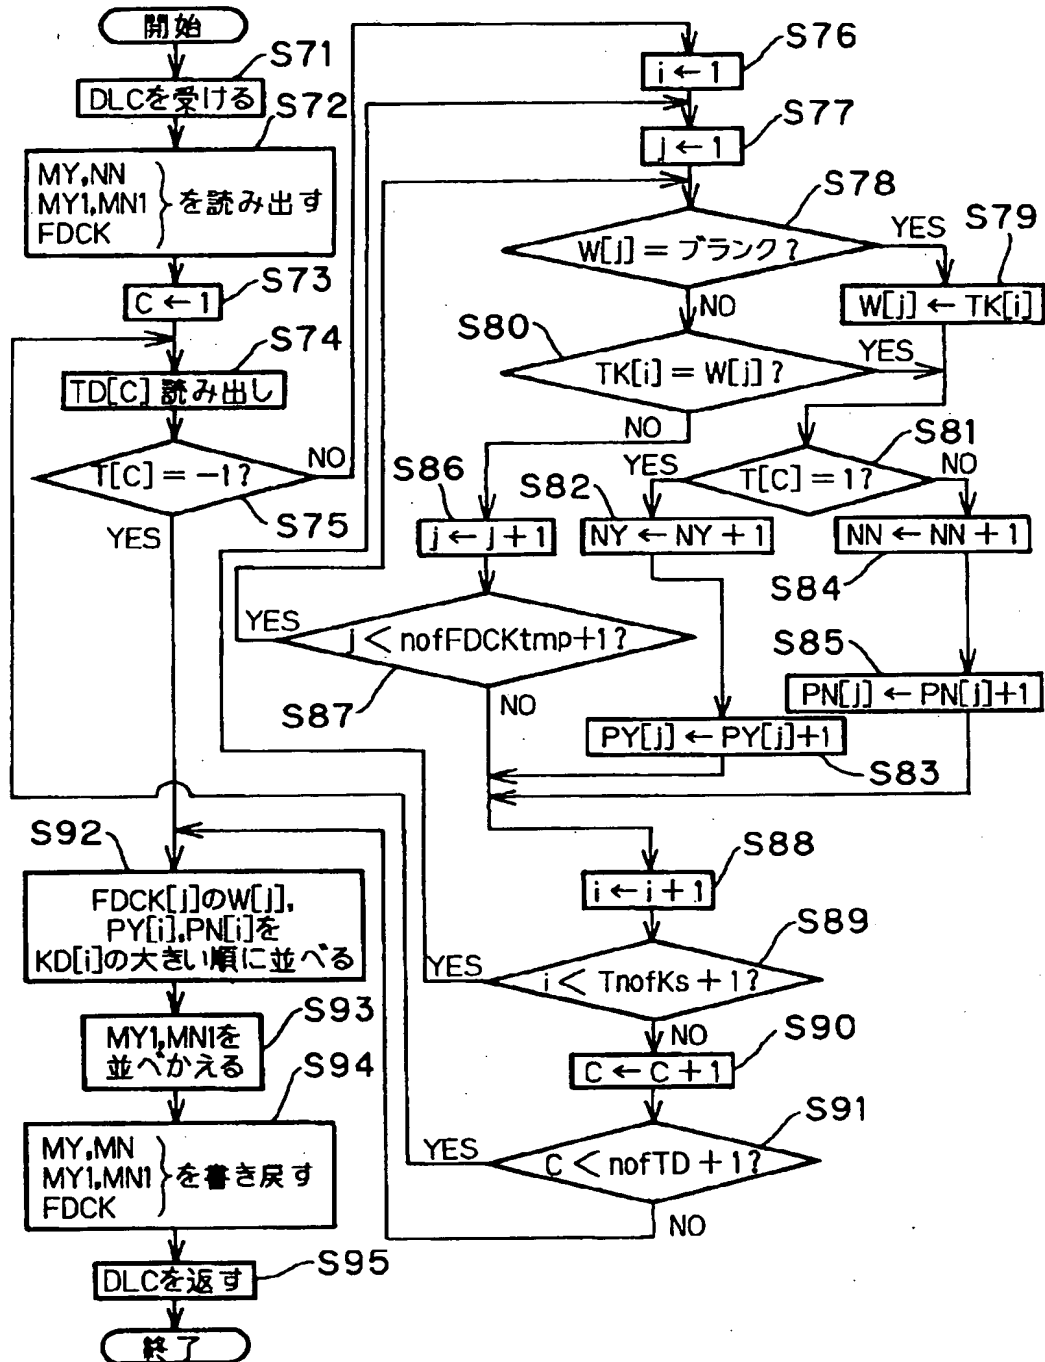 開始
S71
DLCを受ける
S72
MY,NN
MY1,MN1
FDCK
を読み出す
S73
C←1
S74
TD[C] 読み出し
T[C]=−1?
NO
YES
S75
S76
i←1
S77
j←1
S78
W[j]=ブランク?
YES
NO
S79
W[j]←TK[i]
S80
TK[i]=W[j]?
YES
NO
S81
T[C]=1?
YES
NO
S82
NY←NY+1
NN←NN+1
S84
S86
j←j+1
YES
j<nofFDCKtmp+1?
S87
NO
S85
PN[j]←PN[j]+1
PY[j]←PY[j]+1
S83
S88
i←i+1
S89
i<TnofKs+1?
YES
NO
S90
C←C+1
S91
C<nofTD+1?
YES
NO
S92
FDCK[j]のW[j],
PY[i],PN[i]を
KD[i]の大きい順に並べる
S93
MY1,MN1を
並べかえる
S94
MY,MN
MY1,MN1
FDCK
を書き戻す
S95
DLCを返す
終了